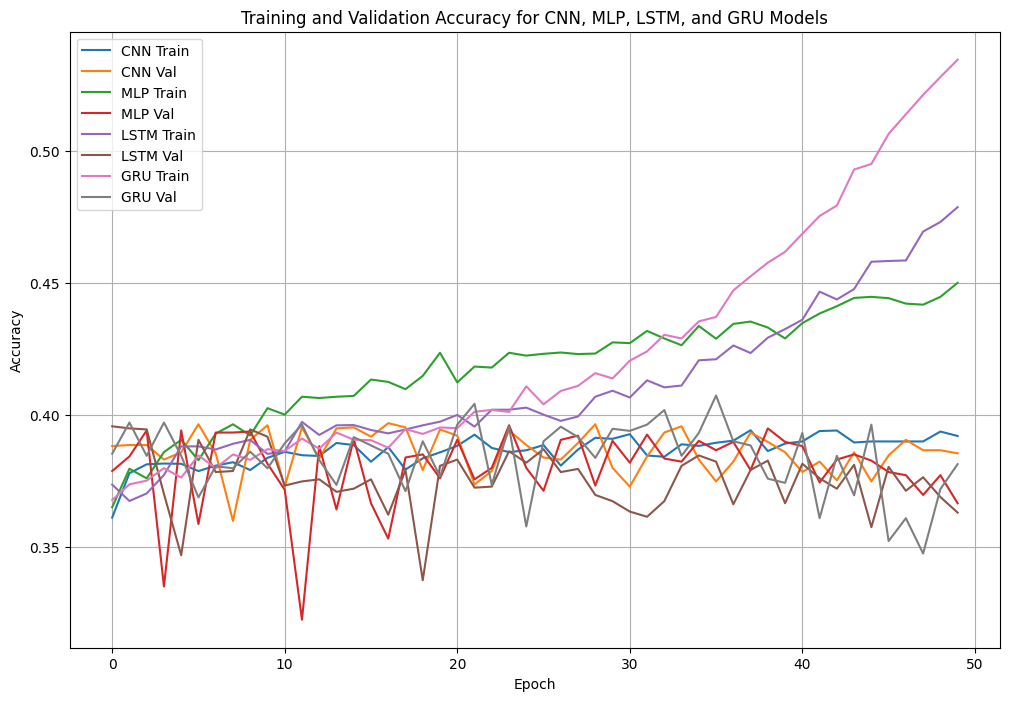 Training and Validation Accuracy for CNN, MLP, LSTM, and GRU Models
CNN Train
CNN Val
MLP Train
MLP Val
LSTM Train
LSTM Val
GRU Train
GRU Val
Accuracy
0.50
0.45
0.40
0.35
0
10
20
30
40
50
Epoch